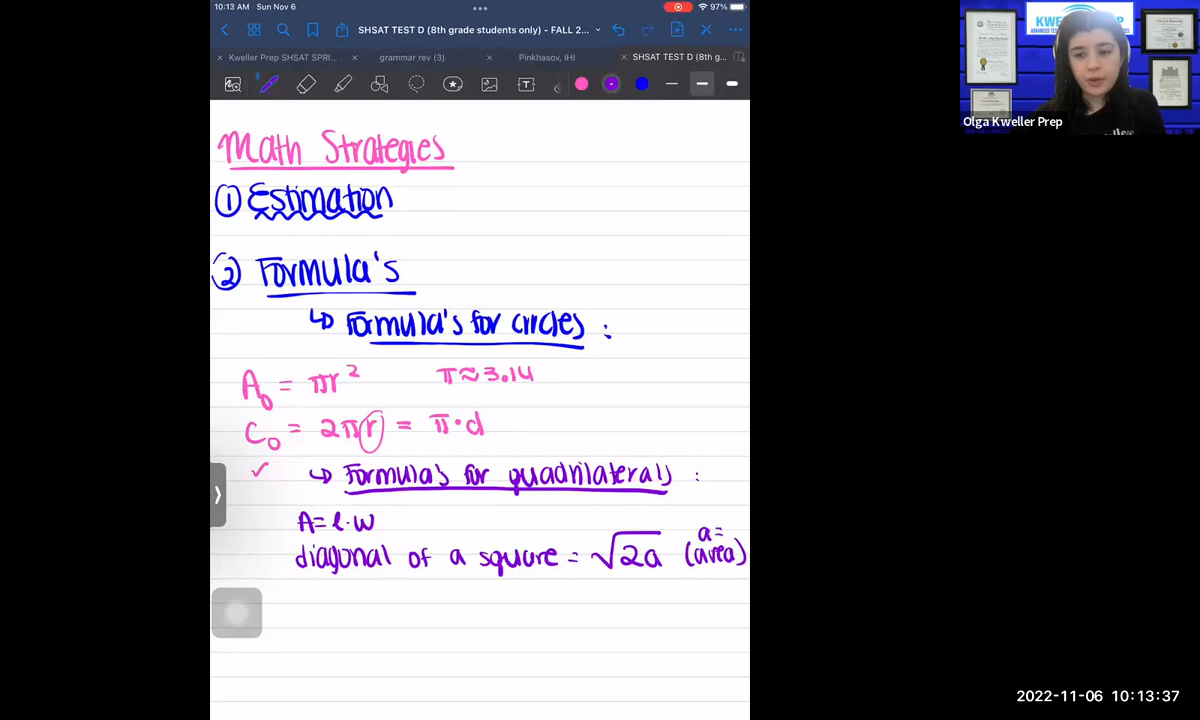 10:13 AM Sun Nov 6
97%
SHSAT TEST D (8th grade students only) - FALL 2...
Kweller Prep SHSAT SPRI...
grammar rev (3)
Pinkhasov, IHI
SHSAT TEST D (8th g...
Math Strategies
① Estimation
② Formula's
↳ Formula's for circles :
A○ = πr² π≈3.14
C○ = 2πr = π·d
✓ ↳ Formula's for quadrilaterals :
A = l·w
diagonal of a square = √2a (a = area)
Olga Kweller Prep
2022-11-06 10:13:37